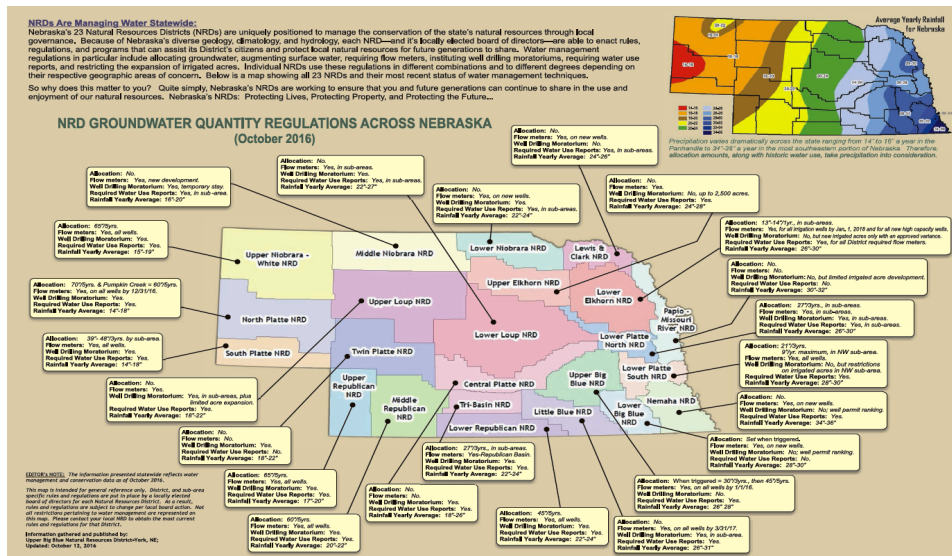 NRDs Are Managing Water Statewide:
Nebraska's 23 Natural Resources Districts (NRDs) are uniquely positioned to manage the conservation of the state's natural resources through local
governance. Because of Nebraska's diverse geology, climatology, and hydrology, each NRD—and it's locally elected board of directors—are able to enact rules,
regulations, and programs that can assist its District's citizens and protect local natural resources for future generations to share. Water management
regulations in particular include allocating groundwater, augmenting surface water, requiring flow meters, instituting well drilling moratoriums, requiring water use
reports, and restricting the expansion of irrigated acres. Individual NRDs use these regulations in different combinations and to different degrees depending on
their respective geographic areas of concern. Below is a map showing all 23 NRDs and their most recent status of water management techniques.
So why does this matter to you? Quite simply, Nebraska's NRDs are working to ensure that you and future generations can continue to share in the use and
enjoyment of our natural resources. Nebraska's NRDs: Protecting Lives, Protecting Property, and Protecting the Future...
Average Yearly Rainfall
for Nebraska
Precipitation varies dramatically across the state ranging from 14" to 16" a year in the
Panhandle to 34"-36" a year in the most southeastern portion of Nebraska. Therefore,
allocation amounts, along with historic water use, take precipitation into consideration.
NRD GROUNDWATER QUANTITY REGULATIONS ACROSS NEBRASKA
(October 2016)
Allocation: No.
Flow meters: Yes, on new wells.
Well Drilling Moratorium: No.
Required Water Use Reports: Yes, in sub-areas.
Rainfall Yearly Average: 24"-26"
Allocation: No.
Flow meters: Yes, in sub-areas.
Well Drilling Moratorium: Yes.
Required Water Use Reports: Yes, in sub-areas.
Rainfall Yearly Average: 22"-27"
Allocation: No.
Flow meters: Yes, new development.
Well Drilling Moratorium: Yes, temporary stay.
Required Water Use Reports: Yes, in sub-area.
Rainfall Yearly Average: 16"-20"
Allocation: No.
Flow meters: Yes, on new wells.
Well Drilling Moratorium: Yes.
Required Water Use Reports: Yes, in sub-areas.
Rainfall Yearly Average: 22"-24"
Allocation: No.
Flow meters: Yes.
Well Drilling Moratorium: No, up to 2,500 acres.
Required Water Use Reports: Yes.
Rainfall Yearly Average: 24"-28"
Allocation: 65"/5yrs.
Flow meters: Yes, all wells.
Well Drilling Moratorium: Yes.
Required Water Use Reports: Yes.
Rainfall Yearly Average: 15"-19"
Allocation: 13"-14"/1yr., in sub-areas.
Flow meters: Yes, for all irrigation wells by Jan. 1, 2018 and for all new high capacity wells.
Well Drilling Moratorium: No, but new irrigated acres only with an approved variance.
Required Water Use Reports: Yes, for all District required flow meters.
Rainfall Yearly Average: 26"-30"
Allocation: 70"/5yrs. & Pumpkin Creek = 60"/5yrs.
Flow meters: Yes, on all wells by 12/31/16.
Well Drilling Moratorium: Yes.
Required Water Use Reports: Yes.
Rainfall Yearly Average: 14"-18"
Allocation: No.
Flow meters: No.
Well Drilling Moratorium: No, but limited irrigated acre development.
Required Water Use Reports: No.
Rainfall Yearly Average: 30"-32"
Allocation: 27"/3yrs., in sub-areas.
Flow meters: Yes, in sub-areas.
Well Drilling Moratorium: Yes, in sub-areas.
Required Water Use Reports: Yes, in sub-areas.
Rainfall Yearly Average: 26"-30"
Allocation: 39"- 48"/3yrs. by sub-area.
Flow meters: Yes, all wells.
Well Drilling Moratorium: Yes.
Required Water Use Reports: Yes.
Rainfall Yearly Average: 14"-18"
Allocation: 21"/3yrs.
9"/yr. maximum, in NW sub-area.
Flow meters: Yes, all wells.
Well Drilling Moratorium: No, but restrictions
on irrigated acres in NW sub-area.
Required Water Use Reports: Yes.
Rainfall Yearly Average: 28"-30"
Allocation: No.
Flow meters: No.
Well Drilling Moratorium: Yes, in sub-areas, plus
limited acre expansion.
Required Water Use Reports: Yes.
Rainfall Yearly Average: 18"-22"
Allocation: No.
Flow meters: Yes, on new wells.
Well Drilling Moratorium: No; well permit ranking.
Required Water Use Reports: Yes.
Rainfall Yearly Average: 34"-36"
Allocation: No.
Flow meters: No.
Well Drilling Moratorium: Yes.
Required Water Use Reports: No.
Rainfall Yearly Average: 18"-22"
Allocation: Set when triggered.
Flow meters: Yes, on new wells.
Well Drilling Moratorium: No; well permit ranking.
Required Water Use Reports: No.
Rainfall Yearly Average: 28"-30"
Allocation: 27"/3yrs., in sub-areas.
Flow meters: Yes-Republican Basin.
Well Drilling Moratorium: Yes.
Required Water Use Reports: Yes.
Rainfall Yearly Average: 22"-24"
Allocation: 65"/5yrs.
Flow meters: Yes, all wells.
Well Drilling Moratorium: Yes.
Required Water Use Reports: Yes.
Rainfall Yearly Average: 17"-20"
Allocation: No.
Flow meters: No.
Well Drilling Moratorium: Yes.
Required Water Use Reports: Yes.
Rainfall Yearly Average: 18"-26"
Allocation: When triggered = 30"/3yrs., than 45"/5yrs.
Flow meters: Yes, on all wells by 1/1/16.
Well Drilling Moratorium: No.
Required Water Use Reports: Yes.
Rainfall Yearly Average: 26" 28"
Allocation: 60"/5yrs.
Flow meters: Yes, all wells.
Well Drilling Moratorium: Yes.
Required Water Use Reports: Yes.
Rainfall Yearly Average: 20"-22"
Allocation: 45"/5yrs.
Flow meters: Yes, all wells.
Well Drilling Moratorium: Yes.
Required Water Use Reports: Yes.
Rainfall Yearly Average: 22"-24"
Allocation: No.
Flow meters: Yes, on all wells by 3/31/17.
Well Drilling Moratorium: No.
Required Water Use Reports: Yes.
Rainfall Yearly Average: 26"-31"
Upper Niobrara -
White NRD
Middle Niobrara NRD
Lower Niobrara NRD
Lewis &
Clark NRD
Upper Elkhorn NRD
Lower
Elkhorn NRD
Upper Loup NRD
Lower Loup NRD
North Platte NRD
Papio -
Missouri
River NRD
Lower Platte
North NRD
South Platte NRD
Twin Platte NRD
Lower Platte
South NRD
Upper Big
Blue NRD
Central Platte NRD
Upper
Republican
NRD
Middle
Republican
NRD
Tri-Basin NRD
Little Blue NRD
Lower
Big Blue
NRD
Nemaha NRD
Lower Republican NRD
EDITOR'S NOTE: The information presented statewide reflects water
management and conservation data as of October 2016.
This map is intended for general reference only. District, and sub-area
specific rules and regulations are put in place by a locally elected
board of directors for each Natural Resources District. As a result,
rules and regulations are subject to change per local board action. Not
all restrictions pertaining to water management are represented on
this map. Please contact your local NRD to obtain the most current
rules and regulations for that District.
Information gathered and published by:
Upper Big Blue Natural Resources District-York, NE;
Updated: October 12, 2016